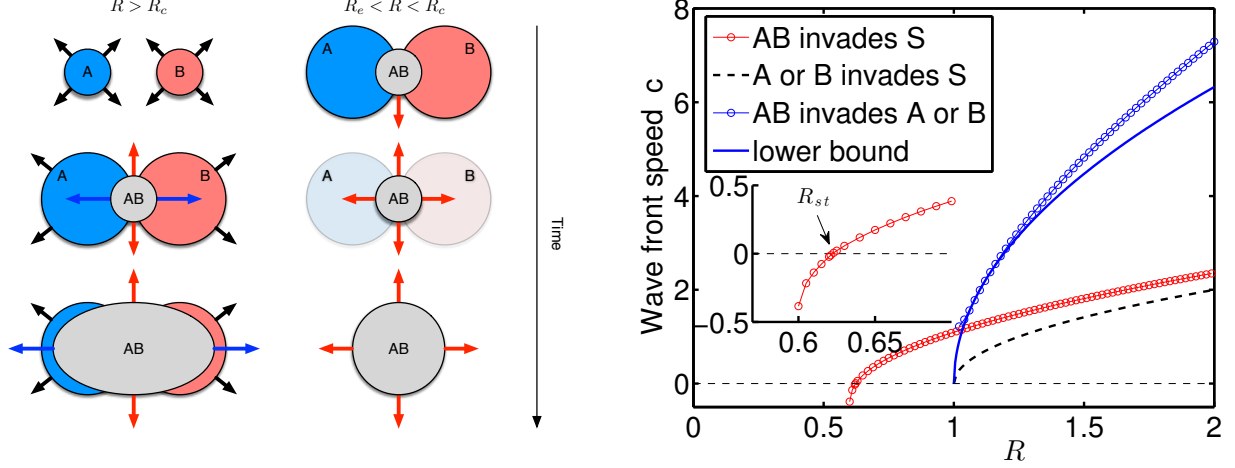 R > R_c
R_e < R < R_c
A
B
A
B
AB
A
B
AB
A
B
AB
AB
AB
Time
Wave front speed c
8
6
4
2
0
AB invades S
A or B invades S
AB invades A or B
lower bound
0.5
0
−0.5
R_st
0.6
0.65
0
0.5
1
1.5
2
R